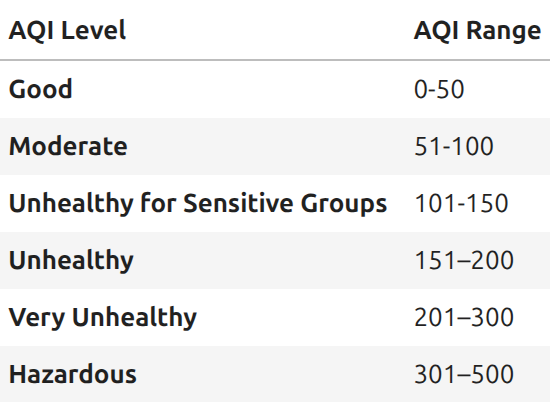 AQI Level AQI Range
Good 0-50
Moderate 51-100
Unhealthy for Sensitive Groups 101-150
Unhealthy 151–200
Very Unhealthy 201–300
Hazardous 301–500